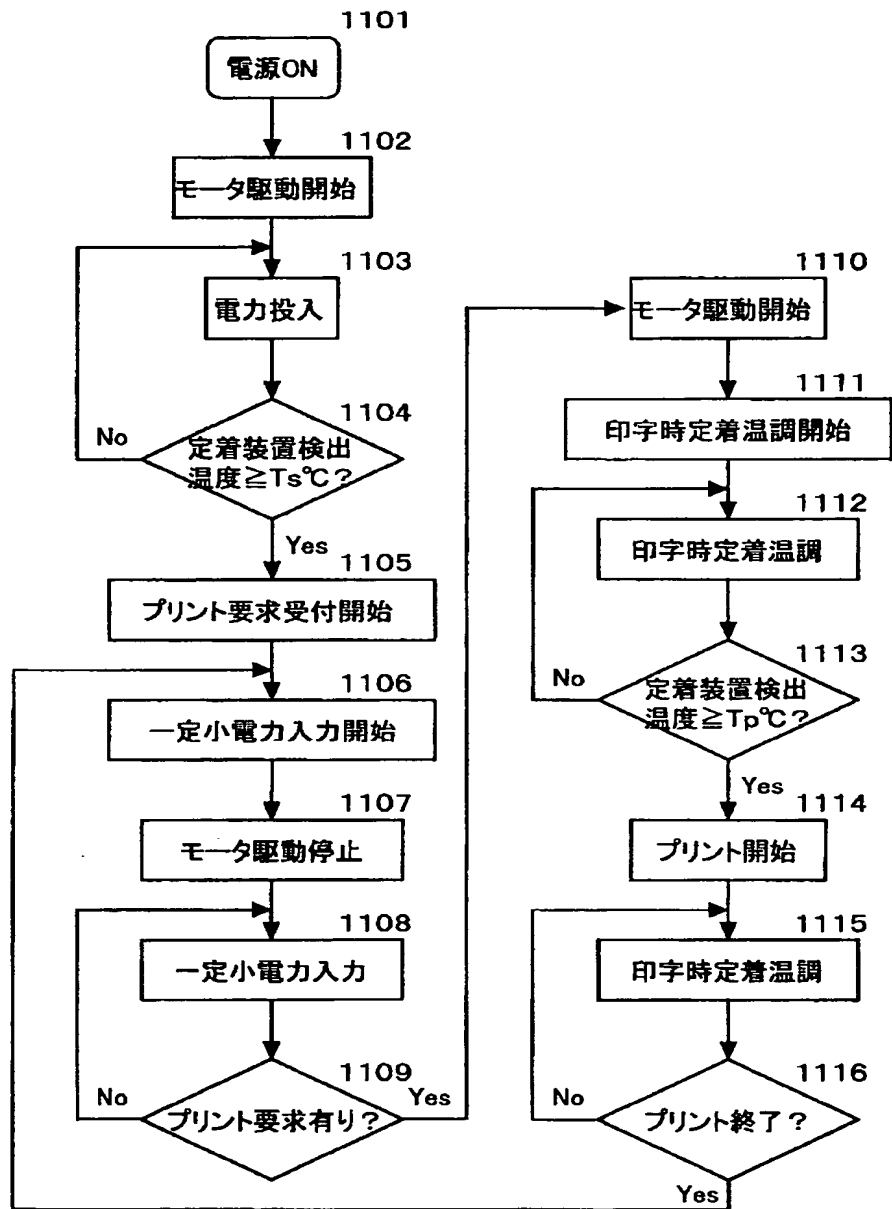 1101
電源ON
1102
モータ駆動開始
1103
電力投入
1104
No
定着装置検出
温度≧Ts℃?
Yes
1105
プリント要求受付開始
1106
一定小電力入力開始
1107
モータ駆動停止
1108
一定小電力入力
1109
No
Yes
プリント要求有り?
1110
モータ駆動開始
1111
印字時定着温調開始
1112
印字時定着温調
1113
No
定着装置検出
温度≧Tp℃?
Yes
1114
プリント開始
1115
印字時定着温調
1116
No
プリント終了?
Yes